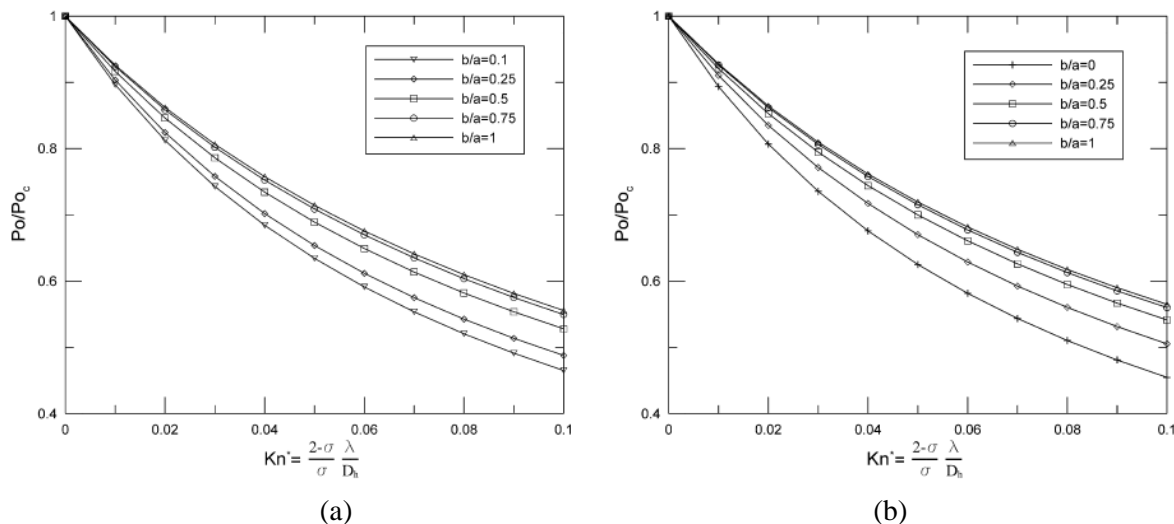 1
0.8
0.6
0.4
Po/Po_c
b/a=0.1
b/a=0.25
b/a=0.5
b/a=0.75
b/a=1
0 0.02 0.04 0.06 0.08 0.1
Kn*= 2-σ/σ λ/D_h
(a)
1
0.8
0.6
0.4
Po/Po_c
b/a=0
b/a=0.25
b/a=0.5
b/a=0.75
b/a=1
0 0.02 0.04 0.06 0.08 0.1
Kn*= 2-σ/σ λ/D_h
(b)